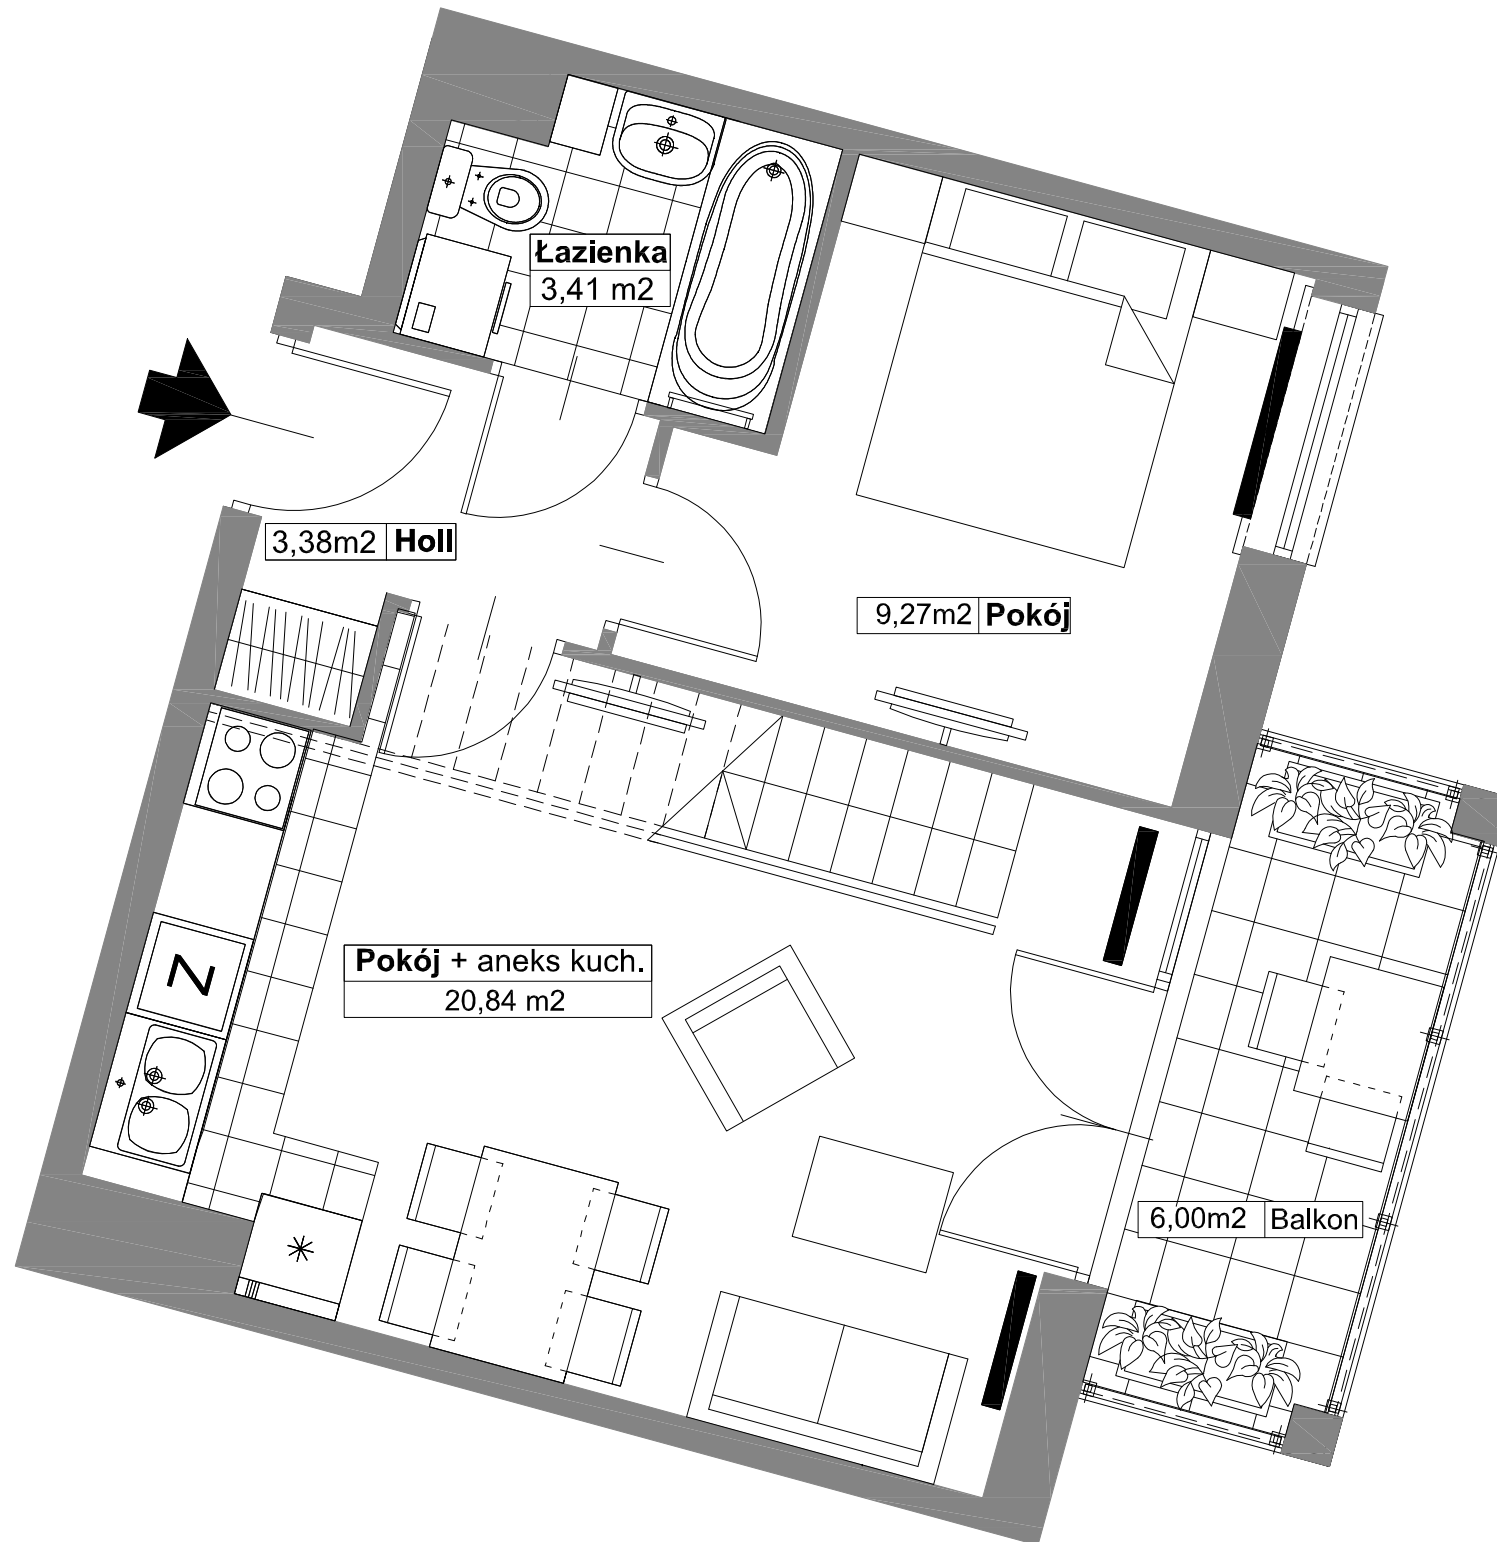 Łazienka
3,41 m2
3,38m2 Holl
9,27m2 Pokój
Pokój + aneks kuch.
20,84 m2
Z
6,00m2 Balkon